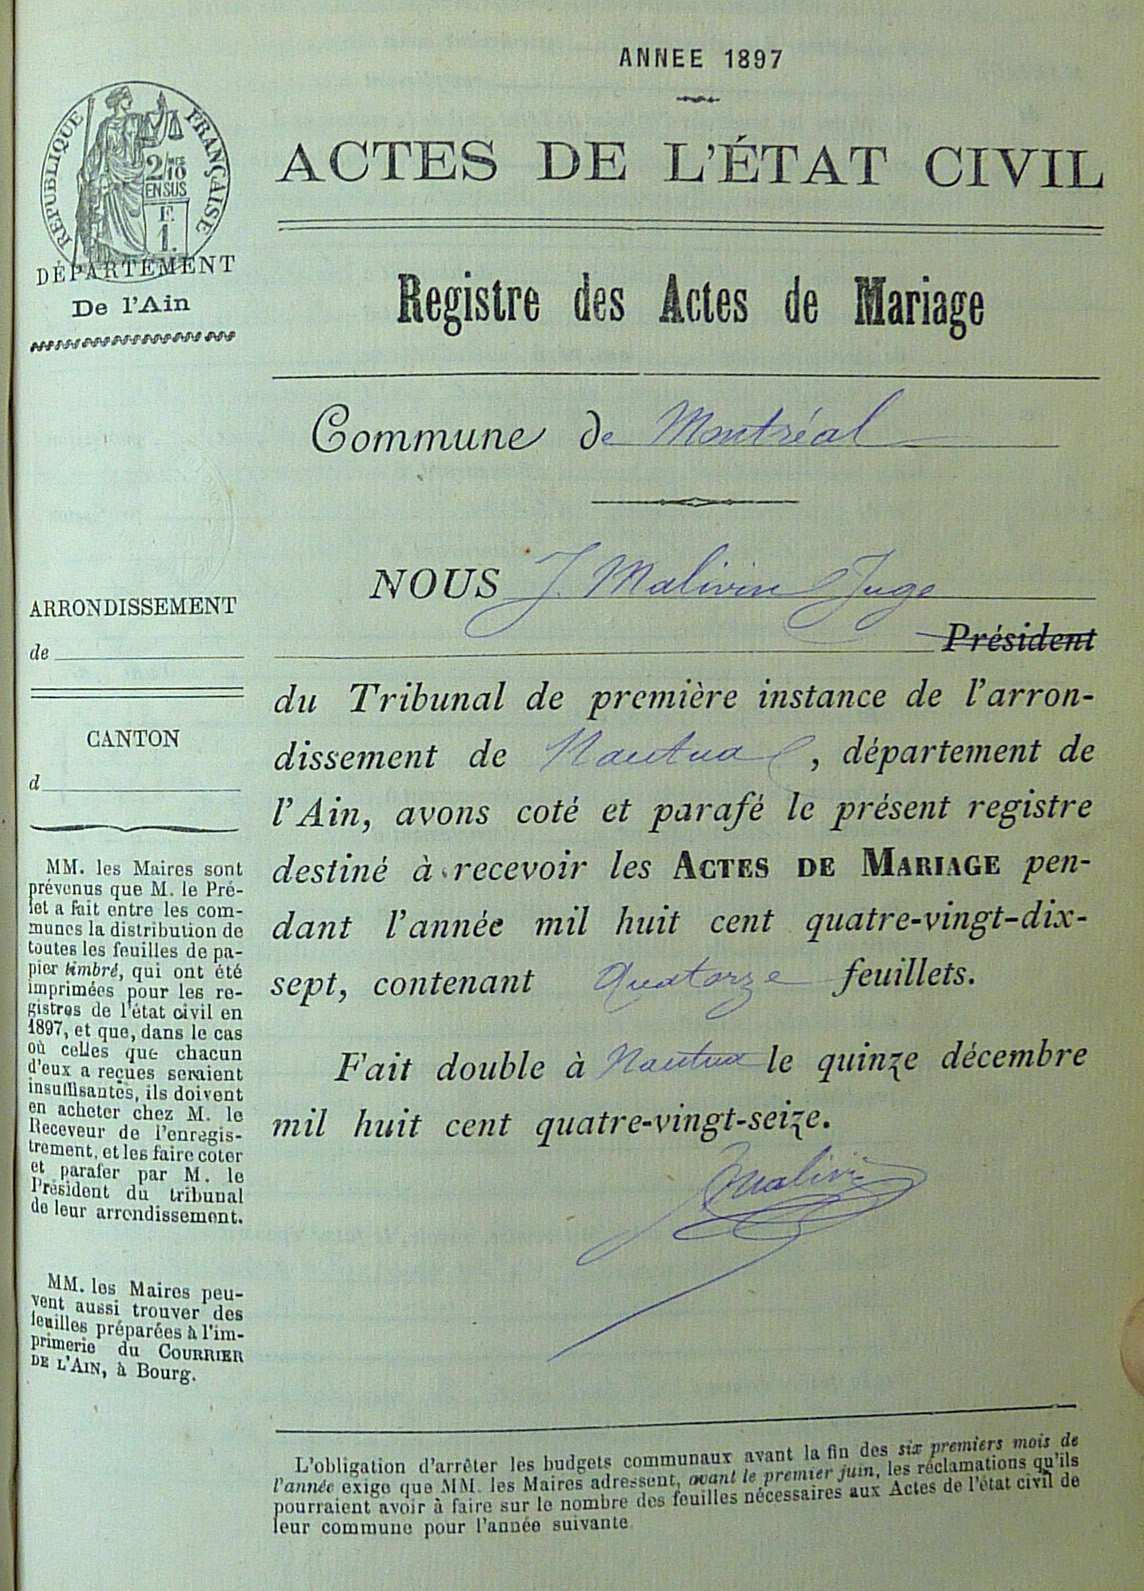 ANNEE 1897
RÉPUBLIQUE FRANÇAISE
2/10
EN SUS
F.
1.
ACTES DE L'ÉTAT CIVIL
DÉPARTEMENT
De l'Ain
Registre des Actes de Mariage
Commune de Montréal
NOUS J. Malivin Juge
Président
du Tribunal de première instance de l'arron-
dissement de Nantua, département de
l'Ain, avons coté et parafé le présent registre
destiné à recevoir les ACTES DE MARIAGE pen-
dant l'année mil huit cent quatre-vingt-dix-
sept, contenant Quatorze feuillets.
Fait double à Nantua le quinze décembre
mil huit cent quatre-vingt-seize.
Malivin
ARRONDISSEMENT
de
CANTON
d
MM. les Maires sont
prévenus que M. le Pré-
fet a fait entre les com-
munes la distribution de
toutes les feuilles de pa-
pier timbré, qui ont été
imprimées pour les re-
gistres de l'état civil en
1897, et que, dans le cas
où celles que chacun
d'eux a reçues seraient
insuffisantes, ils doivent
en acheter chez M. le
Receveur de l'enregis-
trement, et les faire coter
et parafer par M. le
Président du tribunal
de leur arrondissement.
MM. les Maires peu-
vent aussi trouver des
feuilles préparées à l'im-
primerie du COURRIER
DE L'AIN, à Bourg.
L'obligation d'arrêter les budgets communaux avant la fin des six premiers mois de
l'année exige que MM. les Maires adressent, avant le premier juin, les réclamations qu'ils
pourraient avoir à faire sur le nombre des feuilles nécessaires aux Actes de l'état civil de
leur commune pour l'année suivante.